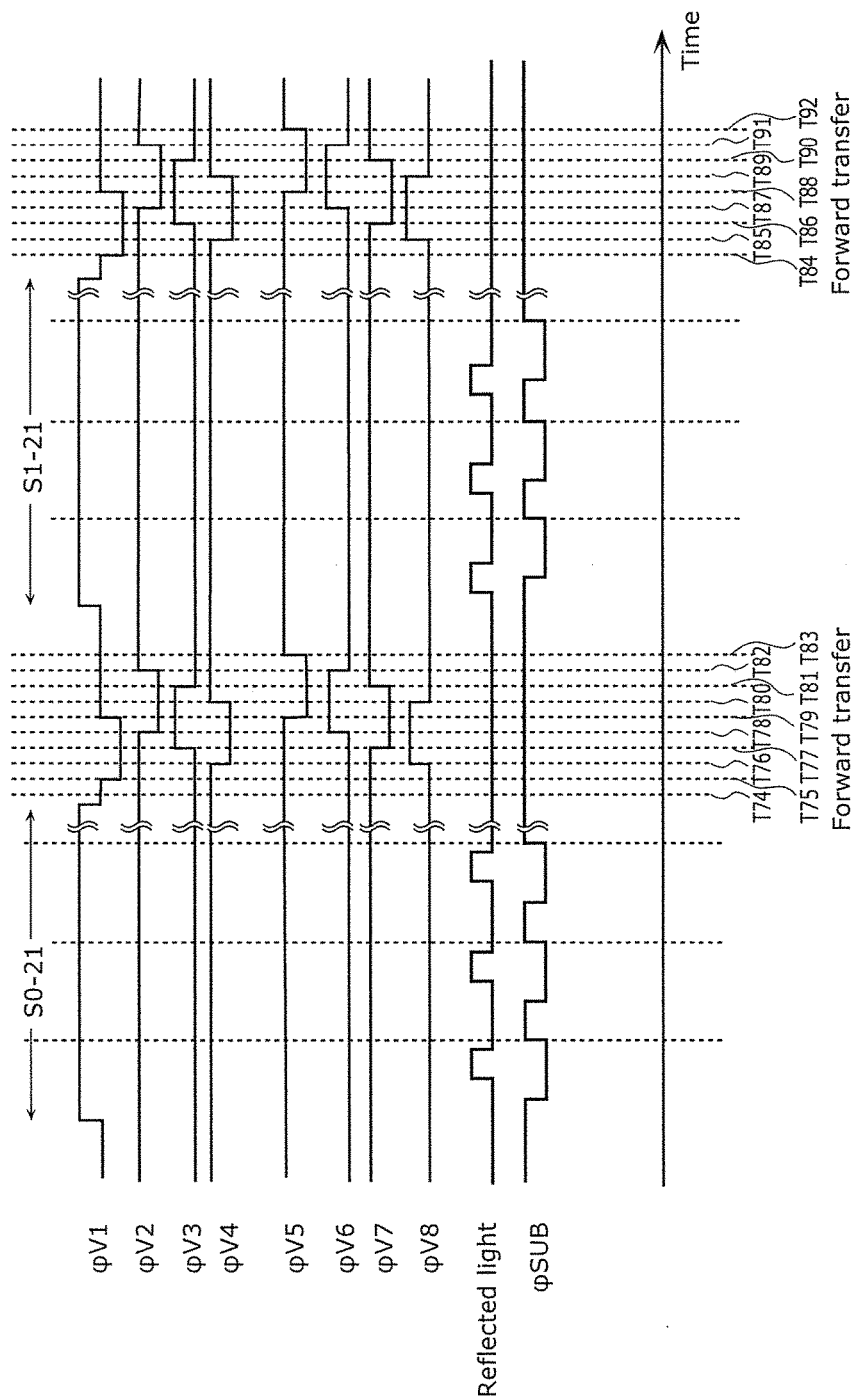 S0-21
S1-21
φV1
φV2
φV3
φV4
φV5
φV6
φV7
φV8
Reflected light
φSUB
Time
T74 T76 T78 T80 T82
T75 T77 T79 T81 T83
Forward transfer
T85 T87 T89 T91
T84 T86 T88 T90 T92
Forward transfer